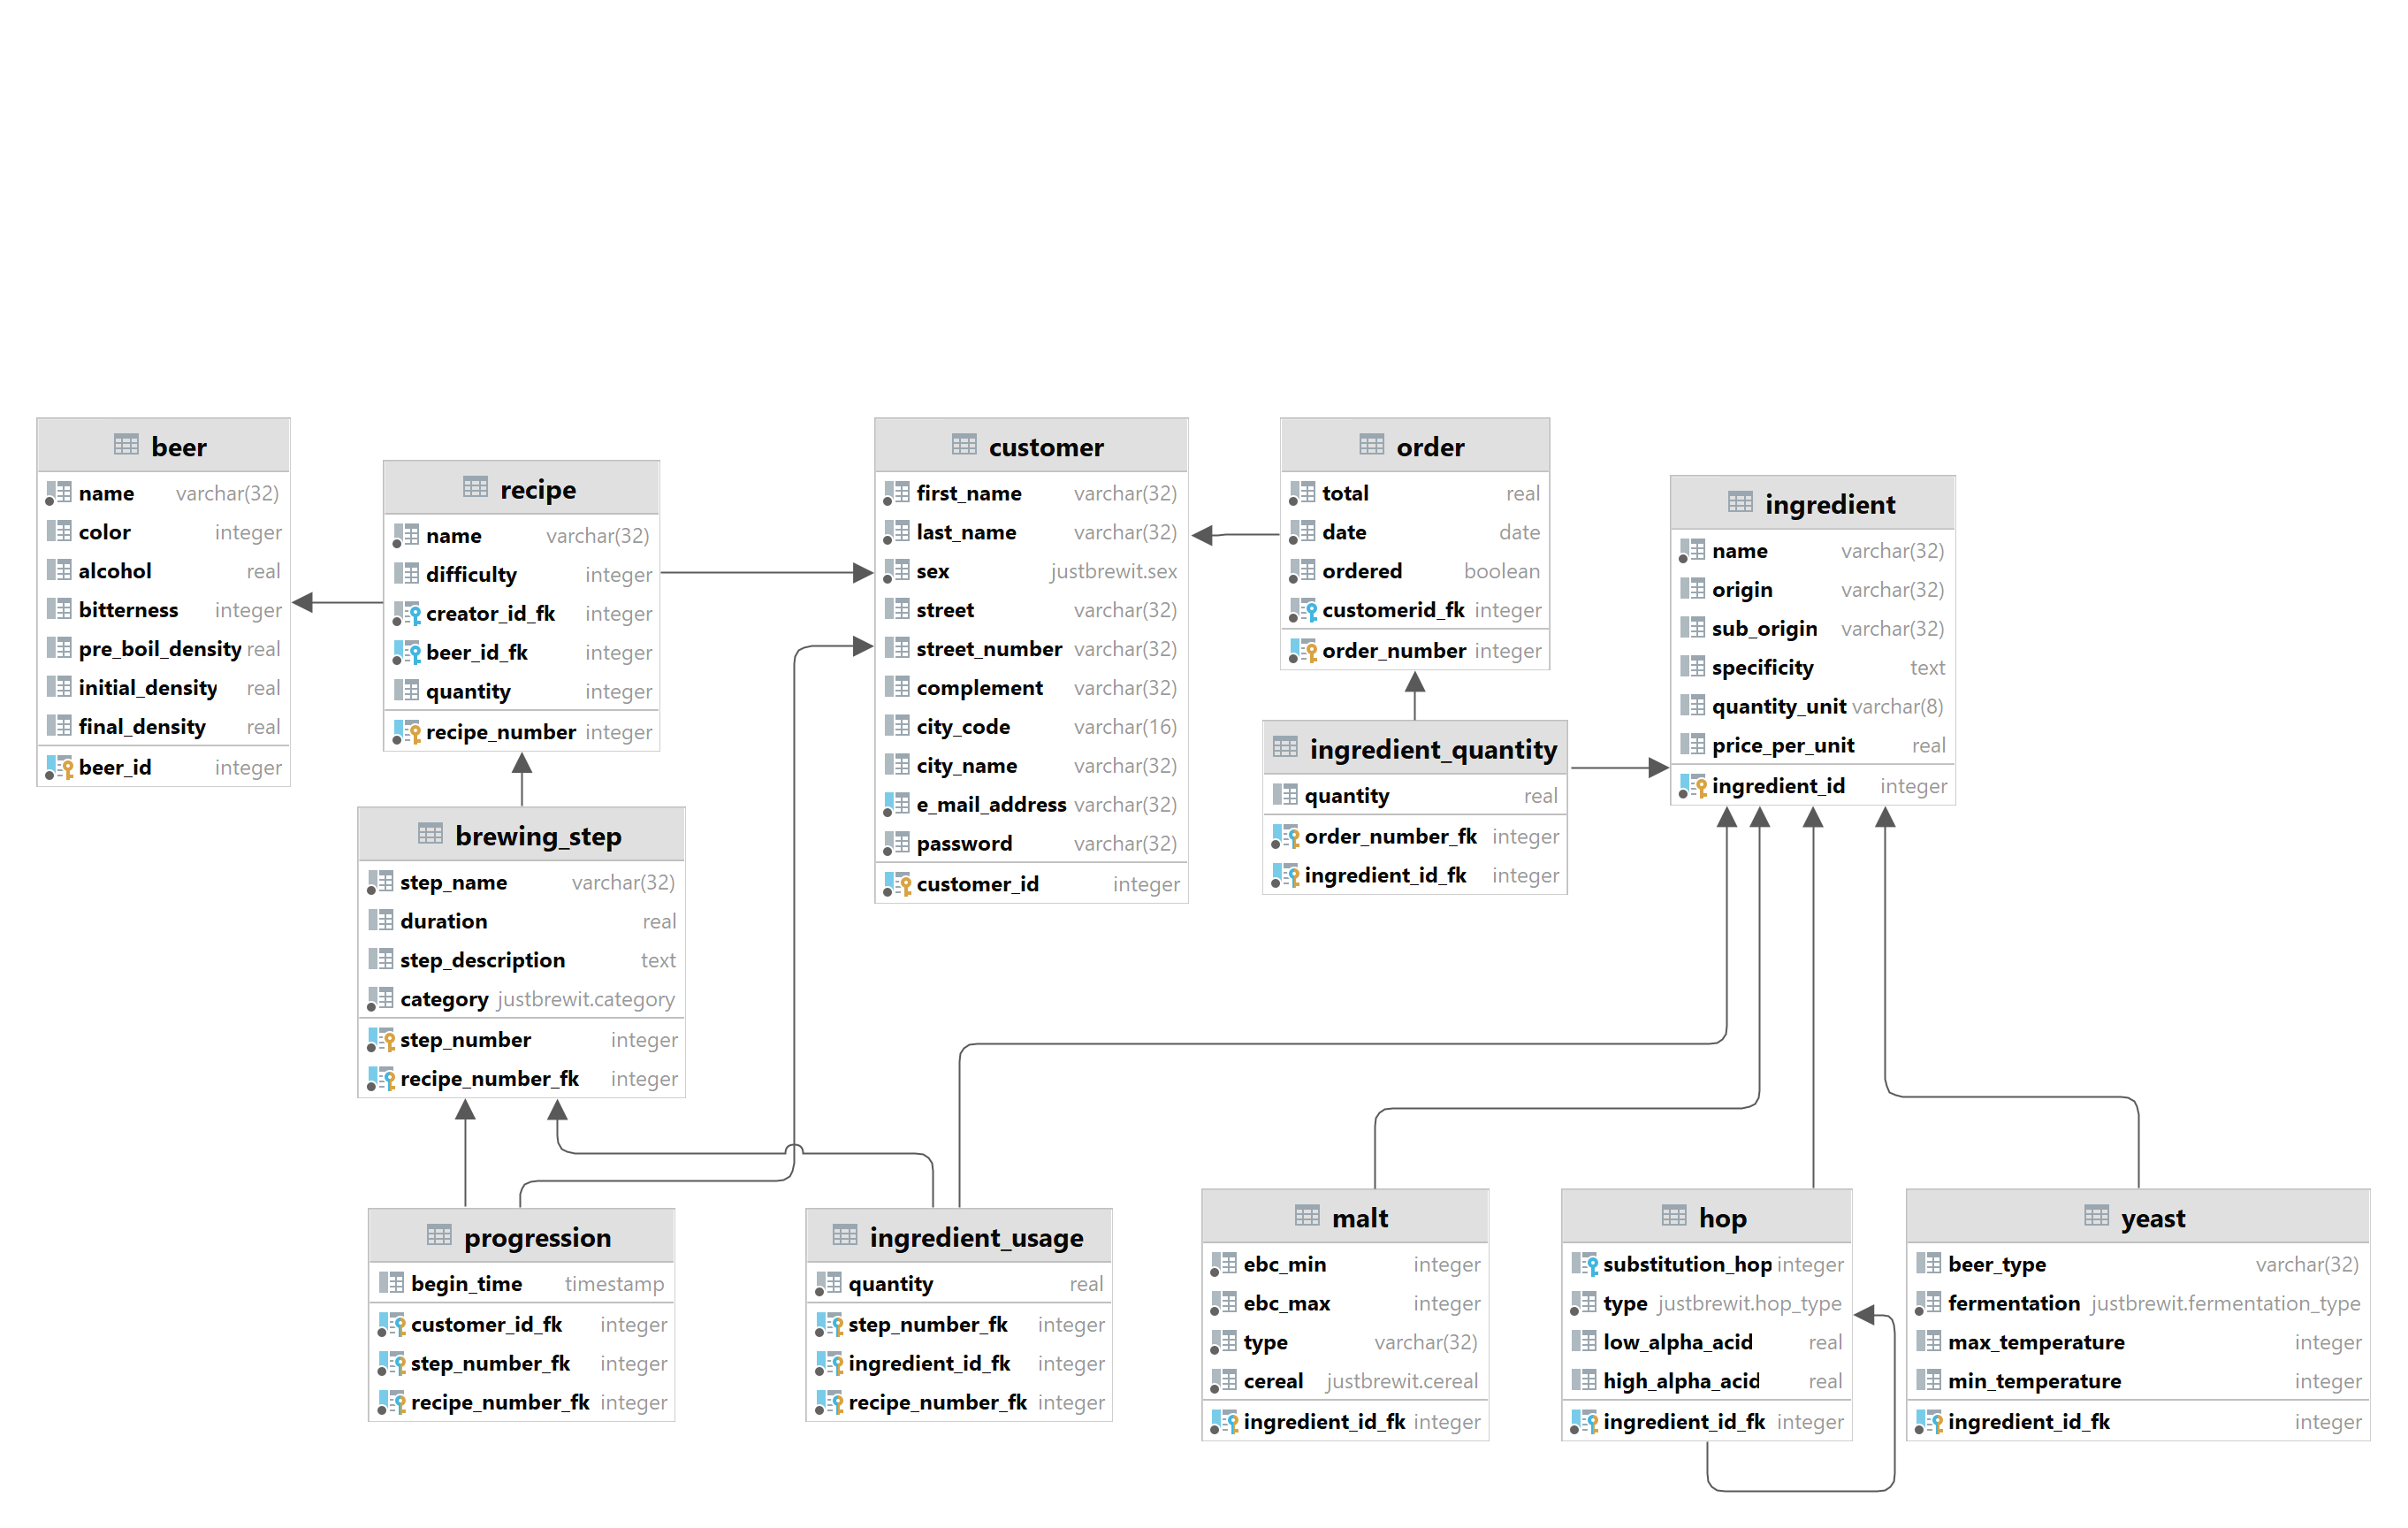 beer
name varchar(32)
color integer
alcohol real
bitterness integer
pre_boil_density real
initial_density real
final_density real
beer_id integer
recipe
name varchar(32)
difficulty integer
creator_id_fk integer
beer_id_fk integer
quantity integer
recipe_number integer
customer
first_name varchar(32)
last_name varchar(32)
sex justbrewit.sex
street varchar(32)
street_number varchar(32)
complement varchar(32)
city_code varchar(16)
city_name varchar(32)
e_mail_address varchar(32)
password varchar(32)
customer_id integer
order
total real
date date
ordered boolean
customerid_fk integer
order_number integer
ingredient
name varchar(32)
origin varchar(32)
sub_origin varchar(32)
specificity text
quantity_unit varchar(8)
price_per_unit real
ingredient_id integer
ingredient_quantity
quantity real
order_number_fk integer
ingredient_id_fk integer
brewing_step
step_name varchar(32)
duration real
step_description text
category justbrewit.category
step_number integer
recipe_number_fk integer
progression
begin_time timestamp
customer_id_fk integer
step_number_fk integer
recipe_number_fk integer
ingredient_usage
quantity real
step_number_fk integer
ingredient_id_fk integer
recipe_number_fk integer
malt
ebc_min integer
ebc_max integer
type varchar(32)
cereal justbrewit.cereal
ingredient_id_fk integer
hop
substitution_hop integer
type justbrewit.hop_type
low_alpha_acid real
high_alpha_acid real
ingredient_id_fk integer
yeast
beer_type varchar(32)
fermentation justbrewit.fermentation_type
max_temperature integer
min_temperature integer
ingredient_id_fk integer